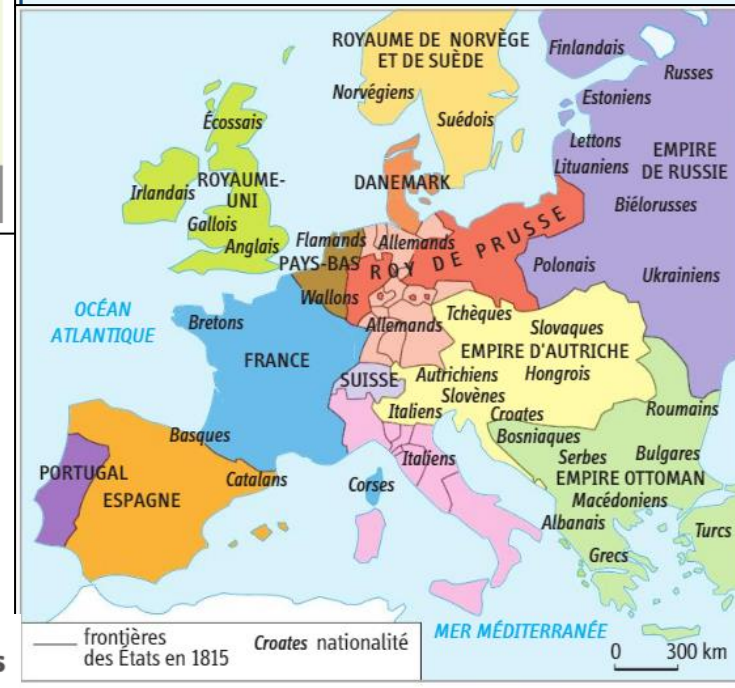 ROYAUME DE NORVÈGE
ET DE SUÈDE
Finlandais
Russes
Norvégiens
Estoniens
Suédois
Écossais
Lettons
Lituaniens
EMPIRE
DE RUSSIE
Irlandais
ROYAUME-
UNI
DANEMARK
Biélorusses
Gallois
Anglais
Flamands
Allemands
PAYS-BAS
ROY DE PRUSSE
Polonais
Ukrainiens
Wallons
OCÉAN
ATLANTIQUE
Bretons
Allemands
Tchèques
Slovaques
FRANCE
EMPIRE D'AUTRICHE
SUISSE
Autrichiens
Hongrois
Slovènes
Italiens
Croates
Roumains
Basques
Bosniaques
Italiens
Serbes
Bulgares
PORTUGAL
ESPAGNE
Catalans
Corses
EMPIRE OTTOMAN
Macédoniens
Albanais
Turcs
Grecs
MER MÉDITERRANÉE
frontières
des États en 1815
Croates nationalité
0 300 km
s